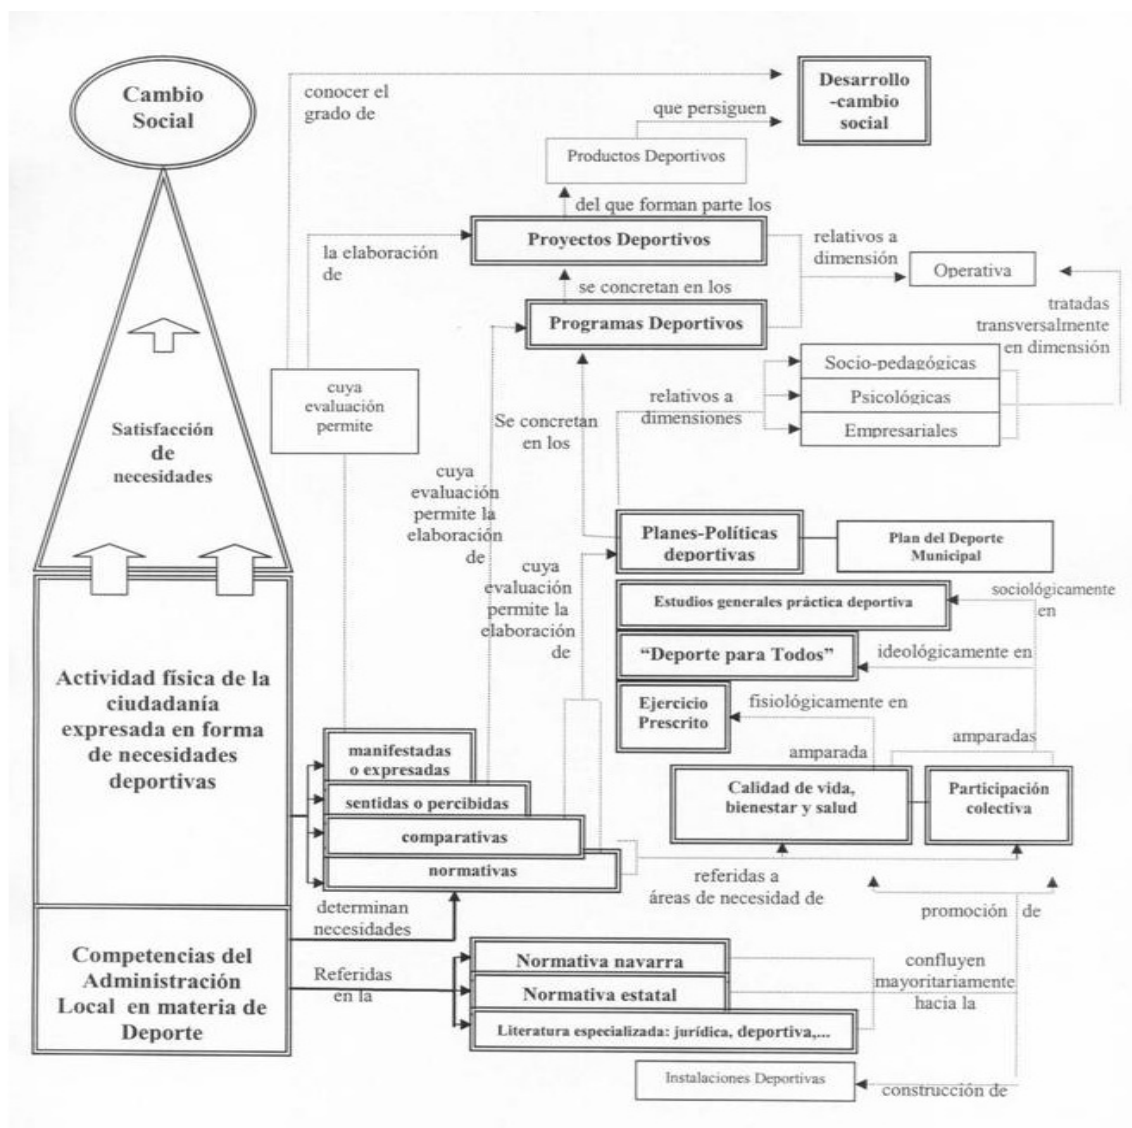 Cambio
Social
conocer el
grado de
Desarrollo
-cambio
social
que persiguen
Productos Deportivos
del que forman parte los
Proyectos Deportivos
la elaboración
de
relativos a
dimensión
Operativa
se concretan en los
Programas Deportivos
tratadas
transversalmente
en dimensión
Socio-pedagógicas
Psicológicas
Empresariales
relativos a
dimensiones
cuya
evaluación
permite
Se concretan
en los
Satisfacción
de
necesidades
cuya
evaluación
permite la
elaboración
de
Planes-Políticas
deportivas
Plan del Deporte
Municipal
cuya
evaluación
permite la
elaboración
de
Estudios generales práctica deportiva
sociológicamente
en
"Deporte para Todos"
ideológicamente en
Ejercicio
Prescrito
fisiológicamente en
amparada
amparadas
Actividad física de la
ciudadanía
expresada en forma
de necesidades
deportivas
manifestadas
o expresadas
sentidas o percibidas
comparativas
normativas
Calidad de vida,
bienestar y salud
Participación
colectiva
referidas a
áreas de necesidad de
determinan
necesidades
promoción de
Competencias del
Administración
Local en materia de
Deporte
Referidas
en la
Normativa navarra
Normativa estatal
Literatura especializada: jurídica, deportiva,...
confluyen
mayoritariamente
hacia la
Instalaciones Deportivas
construcción de